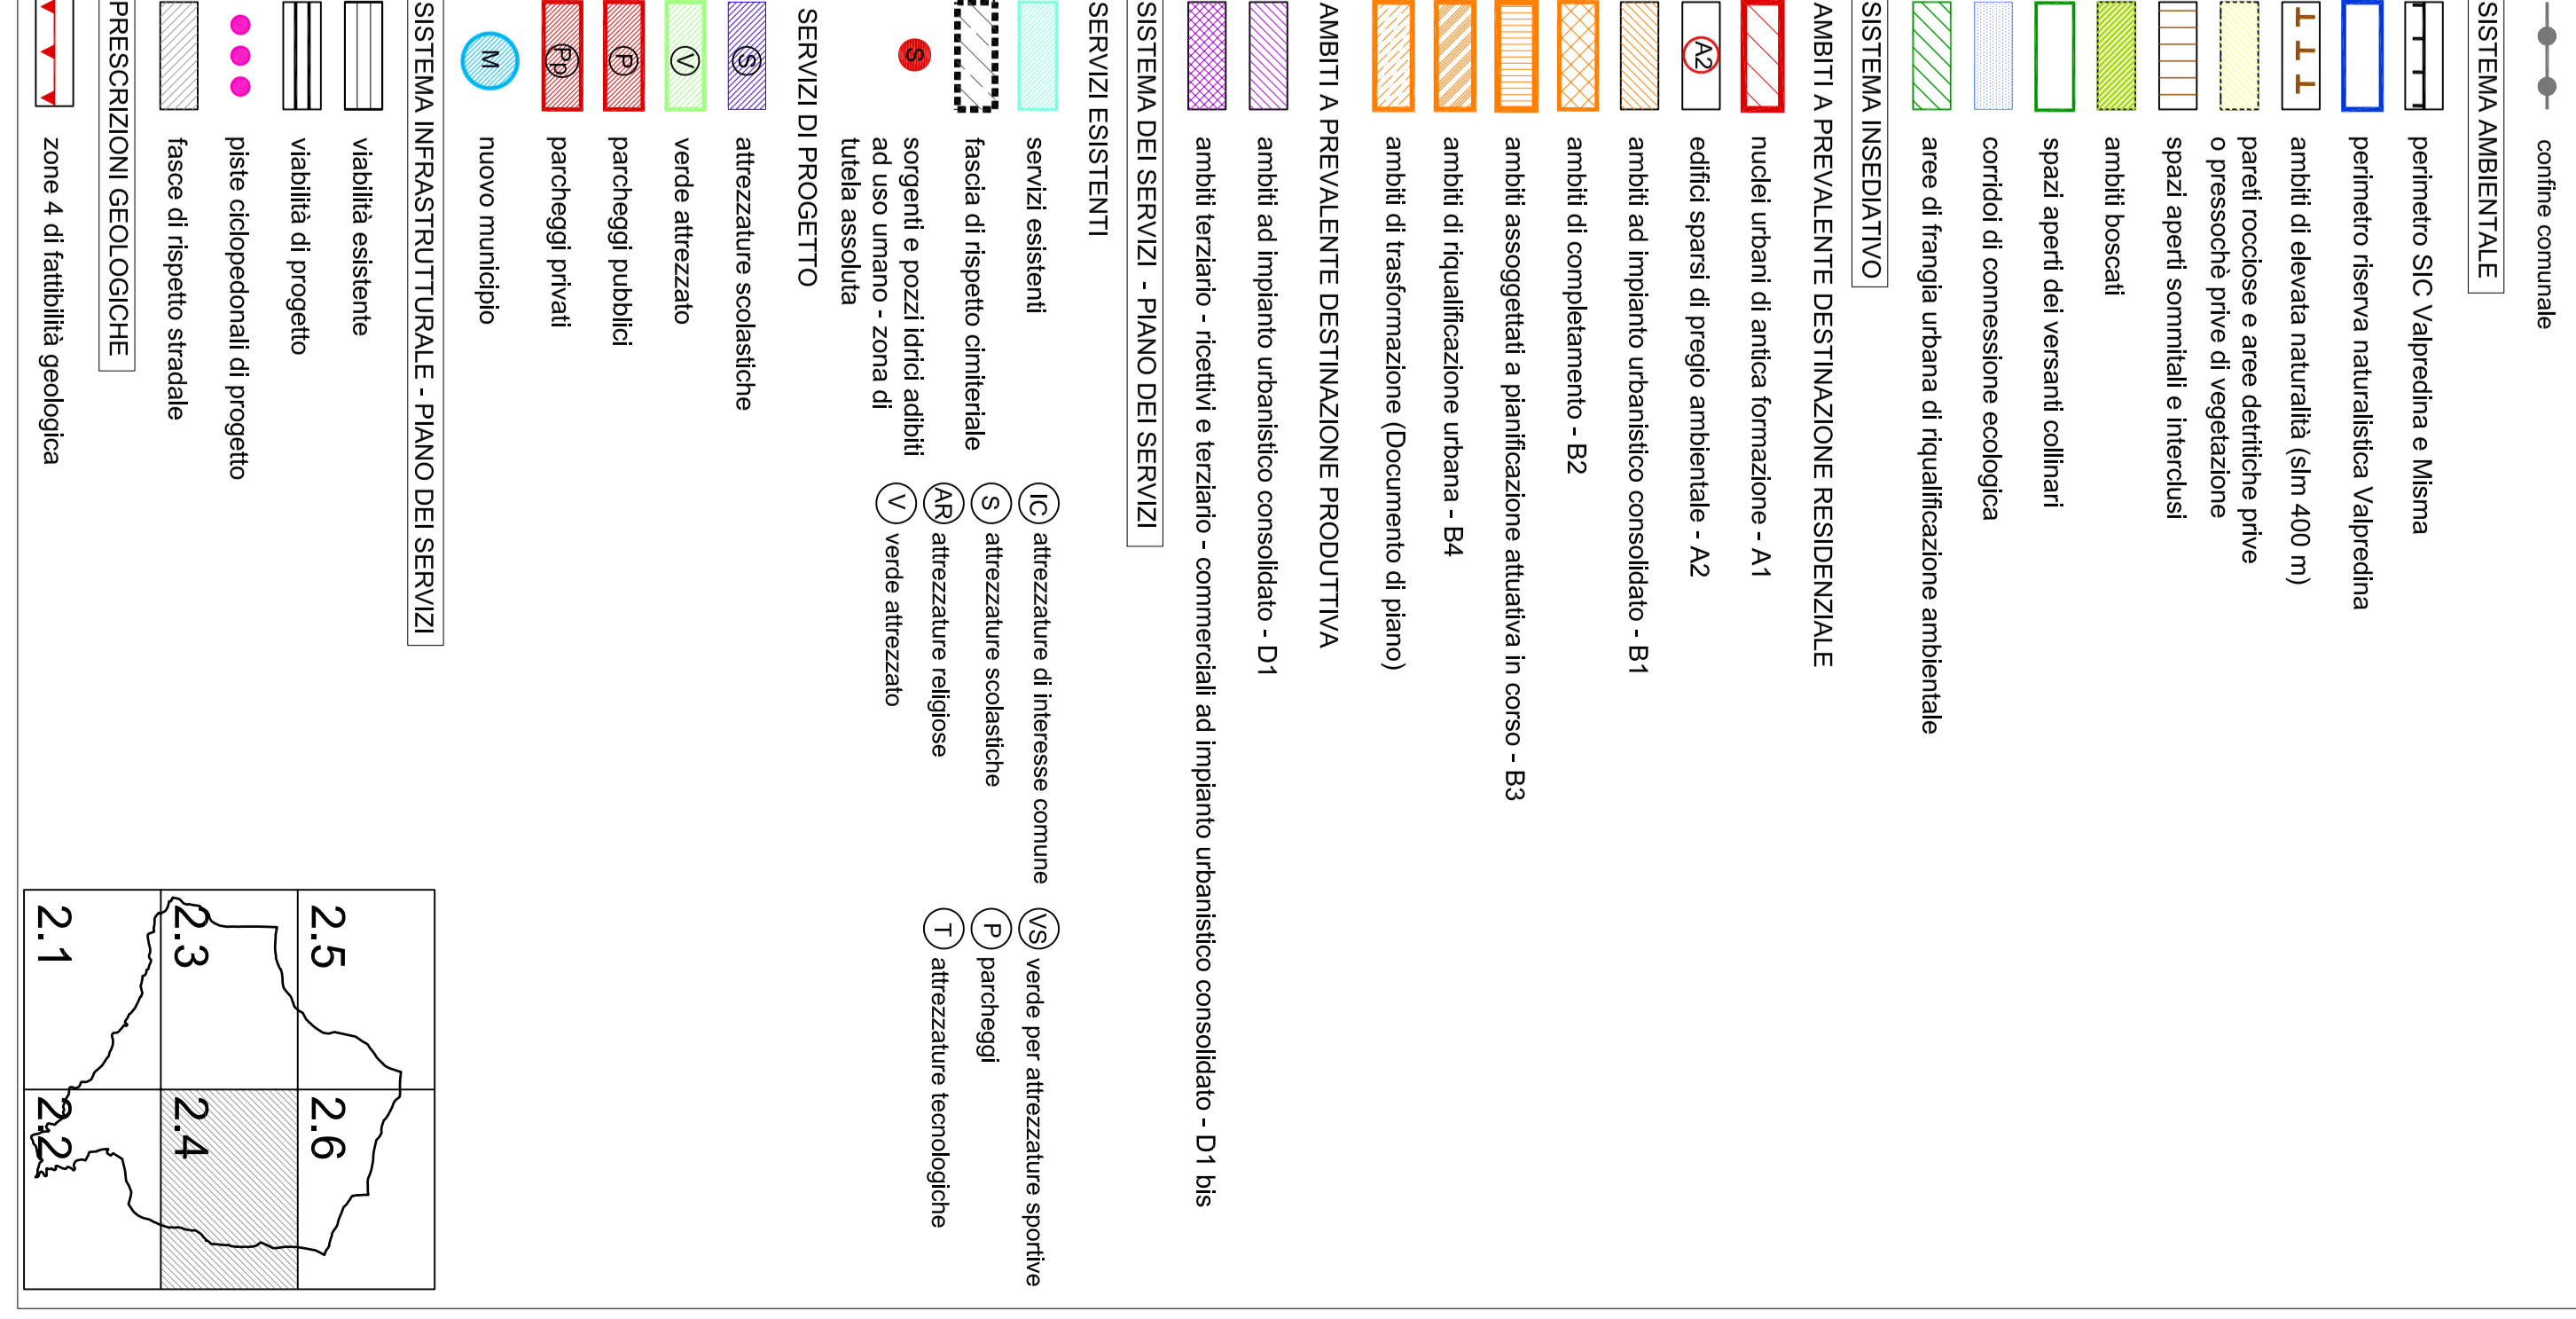 confine comunale
SISTEMA AMBIENTALE
perimetro SIC Valpredina e Misma
perimetro riserva naturalistica Valpredina
ambiti di elevata naturalità (slm 400 m)
pareti rocciose e aree detritiche prive
o pressochè prive di vegetazione
spazi aperti sommitali e interclusi
ambiti boscati
spazi aperti dei versanti collinari
corridoi di connessione ecologica
aree di frangia urbana di riqualificazione ambientale
SISTEMA INSEDIATIVO
AMBITI A PREVALENTE DESTINAZIONE RESIDENZIALE
nuclei urbani di antica formazione - A1
A2 edifici sparsi di pregio ambientale - A2
ambiti ad impianto urbanistico consolidato - B1
ambiti di completamento - B2
ambiti assoggettati a pianificazione attuativa in corso - B3
ambiti di riqualificazione urbana - B4
ambiti di trasformazione (Documento di piano)
AMBITI A PREVALENTE DESTINAZIONE PRODUTTIVA
ambiti ad impianto urbanistico consolidato - D1
ambiti terziario - ricettivi e terziario - commerciali ad impianto urbanistico consolidato - D1 bis
SISTEMA DEI SERVIZI - PIANO DEI SERVIZI
SERVIZI ESISTENTI
servizi esistenti
IC attrezzature di interesse comune
VS verde per attrezzature sportive
fascia di rispetto cimiteriale
S attrezzature scolastiche
P parcheggi
AR attrezzature religiose
T attrezzature tecnologiche
V verde attrezzato
S sorgenti e pozzi idrici adibiti
ad uso umano - zona di
tutela assoluta
SERVIZI DI PROGETTO
S attrezzature scolastiche
V verde attrezzato
P parcheggi pubblici
Pp parcheggi privati
M nuovo municipio
SISTEMA INFRASTRUTTURALE - PIANO DEI SERVIZI
viabilità esistente
viabilità di progetto
piste ciclopedonali di progetto
fasce di rispetto stradale
PRESCRIZIONI GEOLOGICHE
zone 4 di fattibilità geologica
2.5
2.6
2.3
2.4
2.1
2.2